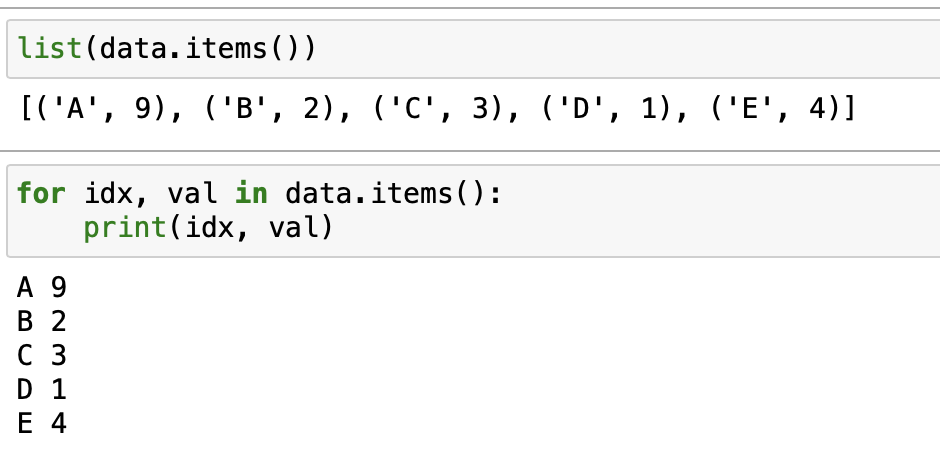 list(data.items())
[('A', 9), ('B', 2), ('C', 3), ('D', 1), ('E', 4)]
for idx, val in data.items():
    print(idx, val)
A 9
B 2
C 3
D 1
E 4